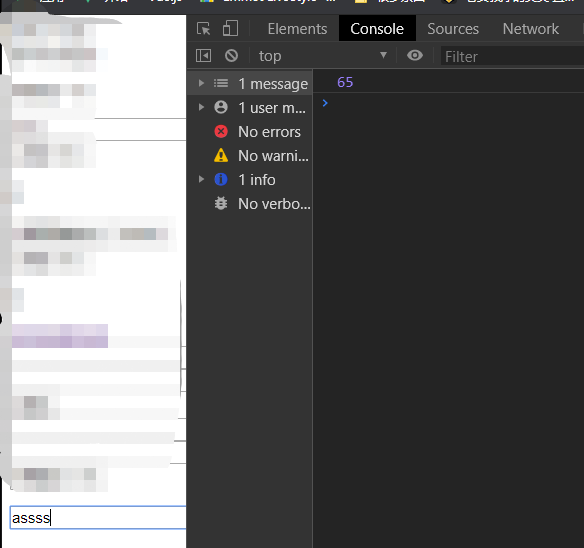 Elements Console Sources Network
top Filter
1 message
65
1 user m...
No errors
No warni...
1 info
No verbo...
assss